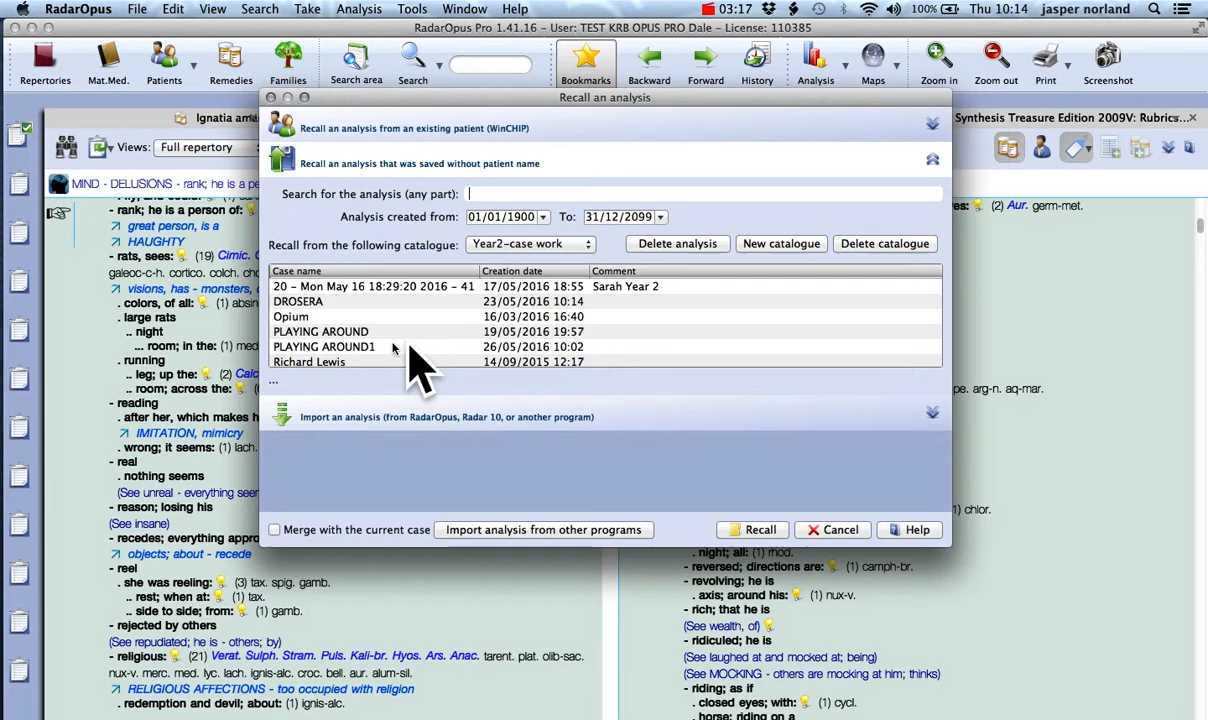 RadarOpus File Edit View Search Take Analysis Tools Window Help 03:17 100% Thu 10:14 jasper norland
RadarOpus Pro 1.41.16 - User: TEST KRB OPUS PRO Dale - License: 110385
Repertories Mat.Med. Patients Remedies Families Search area Search Bookmarks Backward Forward History Analysis Maps Zoom in Zoom out Print Screenshot
Recall an analysis
Ignatia am
Synthesis Treasure Edition 2009V: Rubrics...
Recall an analysis from an existing patient (WinCHIP)
Views: Full repertory
Recall an analysis that was saved without patient name
MIND - DELUSIONS - rank; he is a pe
Search for the analysis (any part):
- rank; he is a person of:
(2) Aur. germ-met.
great person, is a
Analysis created from: 01/01/1900 To: 31/12/2099
HAUGHTY
Recall from the following catalogue: Year2-case work Delete analysis New catalogue Delete catalogue
- rats, sees: (19) Cimic.
galeoc-c-h. cortico. colch.
Case name Creation date Comment
visions, has - monsters,
20 - Mon May 16 18:29:20 2016 - 41 17/05/2016 18:55 Sarah Year 2
. colors, of all: (1) absin
DROSERA 23/05/2016 10:14
. large rats
Opium 16/03/2016 16:40
.. night
PLAYING AROUND 19/05/2016 19:57
... room; in the: (1) med
PLAYING AROUND1 26/05/2016 10:02
. running
Richard Lewis 14/09/2015 12:17
.. leg; up the: (2) Calc
...
.. room; across the:
pe. arg-n. aq-mar.
- reading
. after her, which makes h
Import an analysis (from RadarOpus, Radar 10, or another program)
IMITATION, mimicry
. wrong; it seems: (1) lach.
- real
. nothing seems
(See unreal - everything seem
- reason; losing his
) chlor.
(See insane)
Merge with the current case Import analysis from other programs Recall Cancel Help
- recedes; everything appro
objects; about - recede
. night; all: (1) rhod.
- reel
- reversed; directions are: (1) camph-br.
. she was reeling: (3) tax. spig. gamb.
- revolving; he is
.. rest; when at: (1) tax.
. axis; around his: (1) nux-v.
.. side to side; from: (1) gamb.
- rich; that he is
- rejected by others
(See wealth, of)
(See repudiated; he is - others; by)
- ridiculed; he is
- religious: (21) Verat. Sulph. Stram. Puls. Kali-br. Hyos. Ars. Anac. tarent. plat. olib-sac.
(See laughed at and mocked at; being)
nux-v. merc. med. lyc. lach. ignis-alc. croc. bell. aur. alum-sil.
(See MOCKING - others are mocking at him; thinks)
RELIGIOUS AFFECTIONS - too occupied with religion
- riding; as if
. redemption and devil; about: (1) ignis-alc.
. closed eyes; with: (1) cycl.
. horse; riding on a